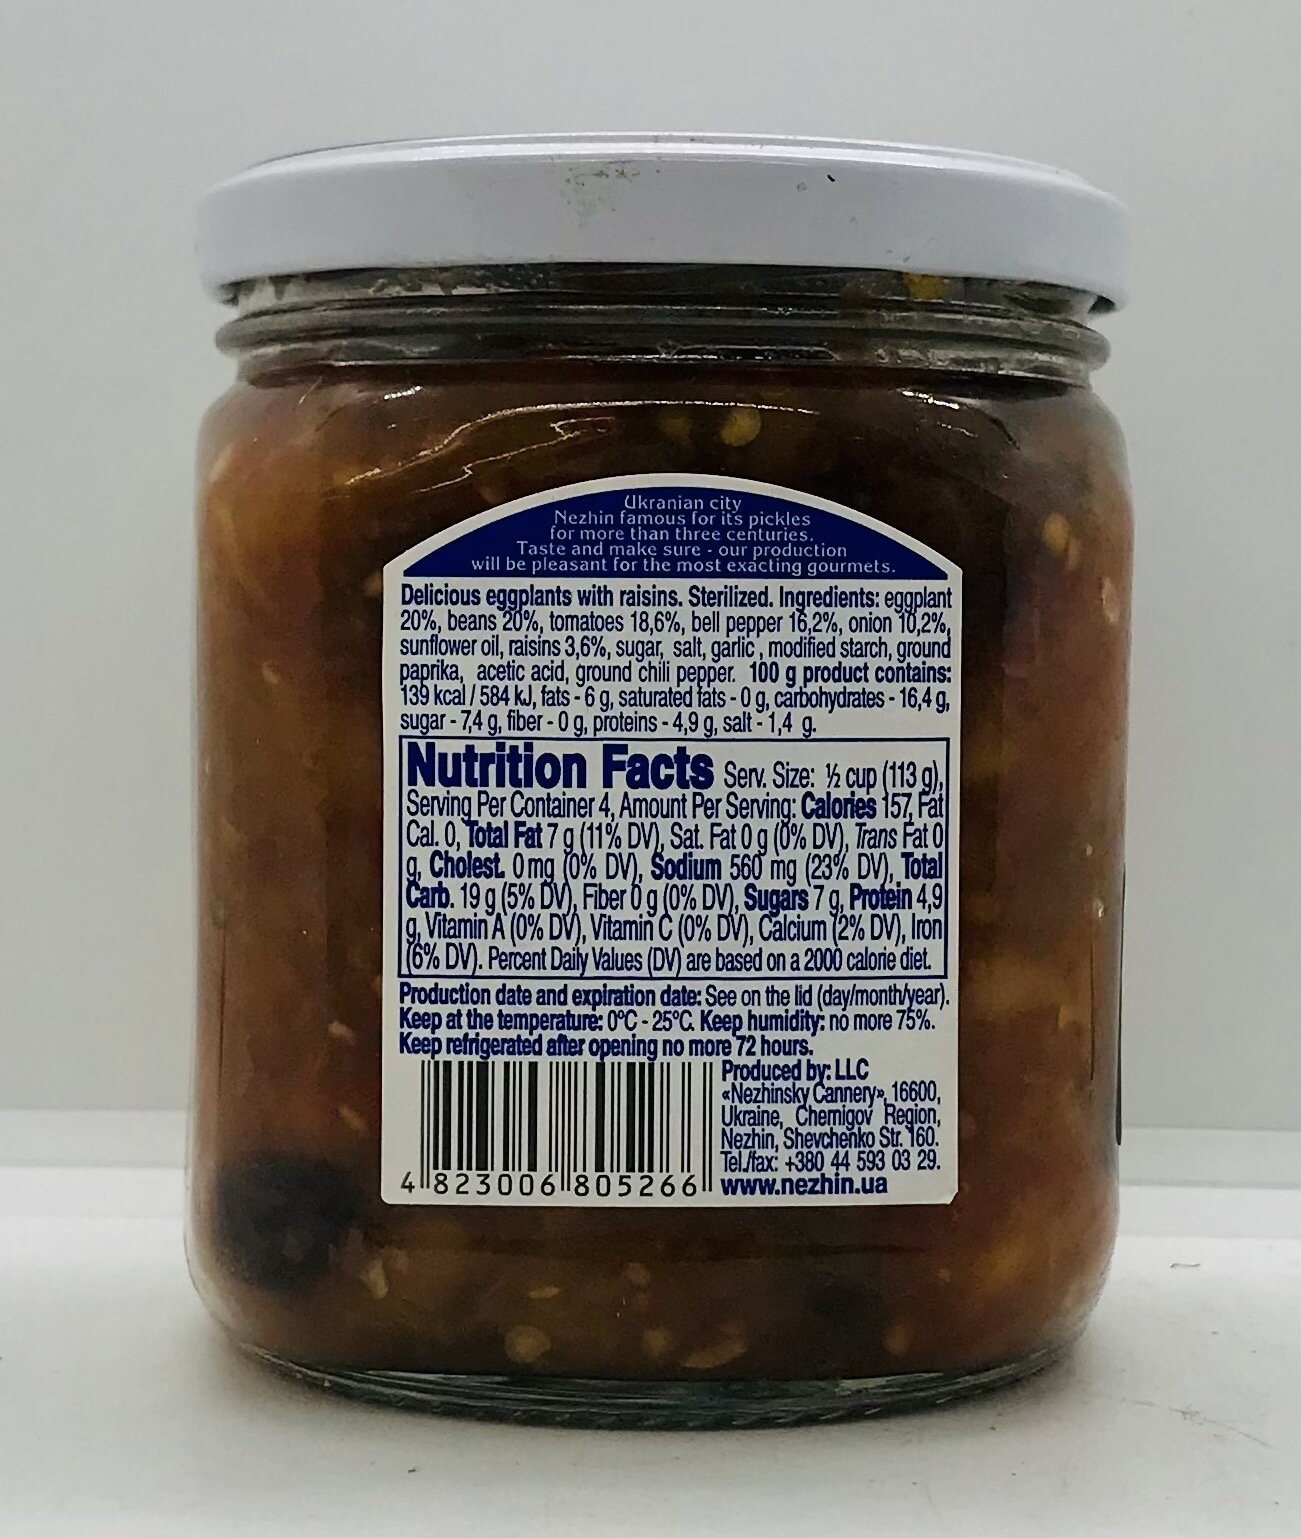 Ukranian city
Nezhin famous for its pickles
for more than three centuries.
Taste and make sure - our production
will be pleasant for the most exacting gourmets.
Delicious eggplants with raisins. Sterilized. Ingredients: eggplant
20%, beans 20%, tomatoes 18,6%, bell pepper 16,2%, onion 10,2%,
sunflower oil, raisins 3,6%, sugar, salt, garlic , modified starch, ground
paprika, acetic acid, ground chili pepper. 100 g product contains:
139 kcal / 584 kJ, fats - 6 g, saturated fats - 0 g, carbohydrates - 16,4 g,
sugar - 7,4 g, fiber - 0 g, proteins - 4,9 g, salt - 1,4 g.
Nutrition Facts Serv. Size: ½ cup (113 g),
Serving Per Container 4, Amount Per Serving: Calories 157, Fat
Cal. 0, Total Fat 7 g (11% DV), Sat. Fat 0 g (0% DV), Trans Fat 0
g, Cholest. 0 mg (0% DV), Sodium 560 mg (23% DV), Total
Carb. 19 g (5% DV), Fiber 0 g (0% DV), Sugars 7 g, Protein 4,9
g, Vitamin A (0% DV), Vitamin C (0% DV), Calcium (2% DV), Iron
(6% DV). Percent Daily Values (DV) are based on a 2000 calorie diet.
Production date and expiration date: See on the lid (day/month/year).
Keep at the temperature: 0°C - 25°C. Keep humidity: no more 75%.
Keep refrigerated after opening no more 72 hours.
Produced by: LLC
«Nezhinsky Cannery», 16600,
Ukraine, Chernigov Region,
Nezhin, Shevchenko Str. 160.
Tel./fax: +380 44 593 03 29.
www.nezhin.ua
4 823006 805266